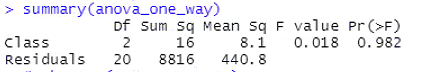 > summary(anova_one_way)
Df Sum Sq Mean Sq F value Pr(>F)
Class 2 16 8.1 0.018 0.982
Residuals 20 8816 440.8